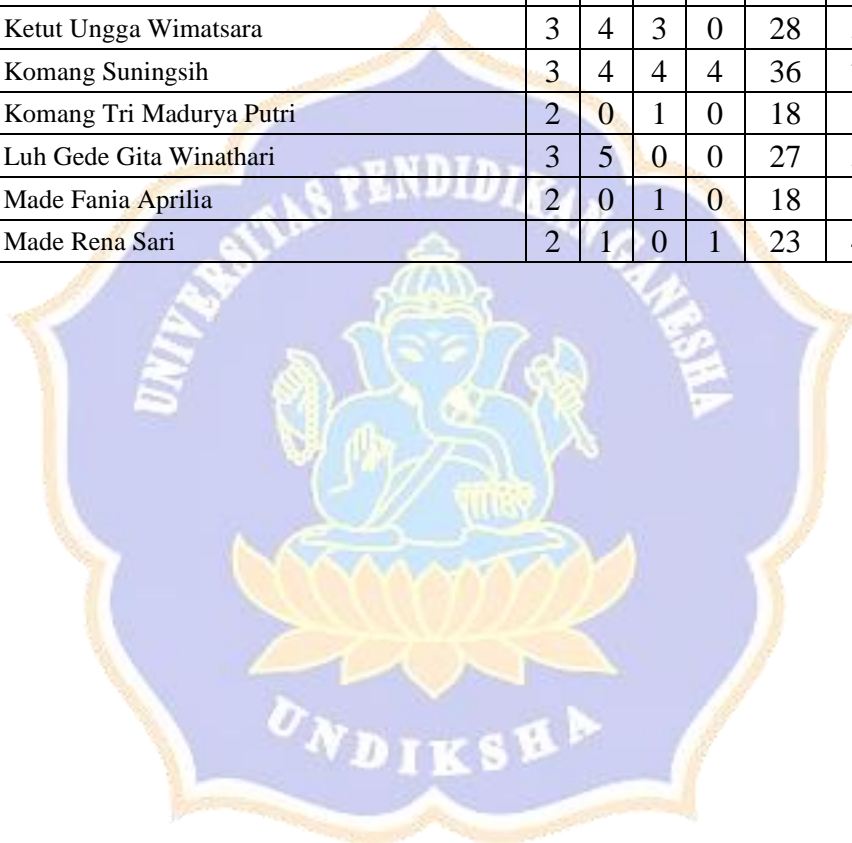 Ketut Ungga Wimatsara 3 4 3 0 28
Komang Suningsih 3 4 4 4 36
Komang Tri Madurya Putri 2 0 1 0 18
Luh Gede Gita Winathari 3 5 0 0 27
Made Fania Aprilia 2 0 1 0 18
Made Rena Sari 2 1 0 1 23
UNIVERSITAS PENDIDIKAN GANESHA
UNDIKSHA